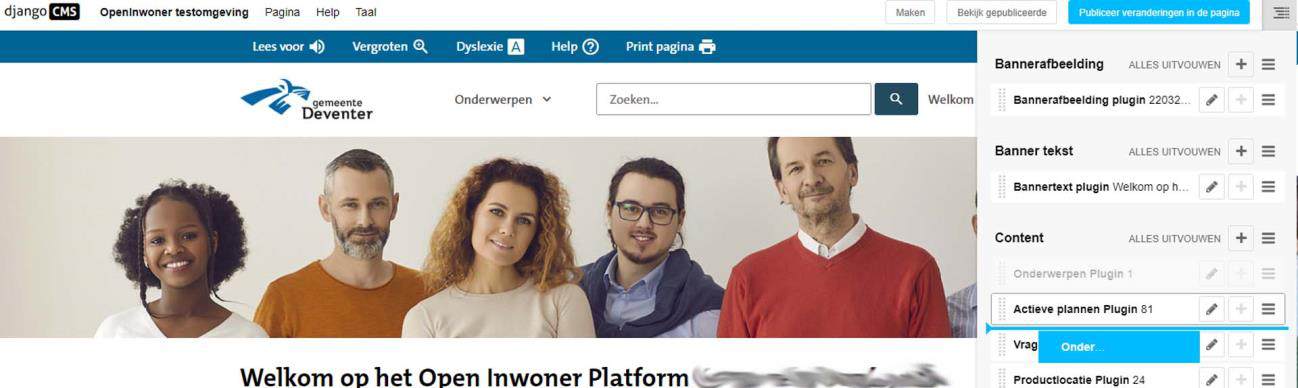 django CMS OpenInwoner testomgeving Pagina Help Taal Maken Bekijk gepubliceerde Publiceer veranderingen in de pagina
Lees voor Vergroten Dyslexie A Help ? Print pagina
gemeente
Deventer
Onderwerpen
Zoeken...
Welkom
Bannerafbeelding ALLES UITVOUWEN
Bannerafbeelding plugin 22032...
Banner tekst ALLES UITVOUWEN
Bannertext plugin Welkom op h...
Content ALLES UITVOUWEN
Onderwerpen Plugin 1
Actieve plannen Plugin 81
Vrag
Onder...
Productlocatie Plugin 24
Welkom op het Open Inwoner Platform